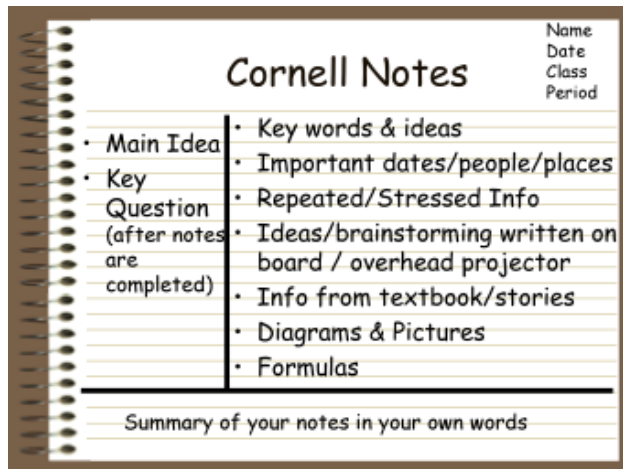 Name
Date
Class
Period
Cornell Notes
• Main Idea
• Key
Question
(after notes
are
completed)
• Key words & ideas
• Important dates/people/places
• Repeated/Stressed Info
• Ideas/brainstorming written on
board / overhead projector
• Info from textbook/stories
• Diagrams & Pictures
• Formulas
Summary of your notes in your own words